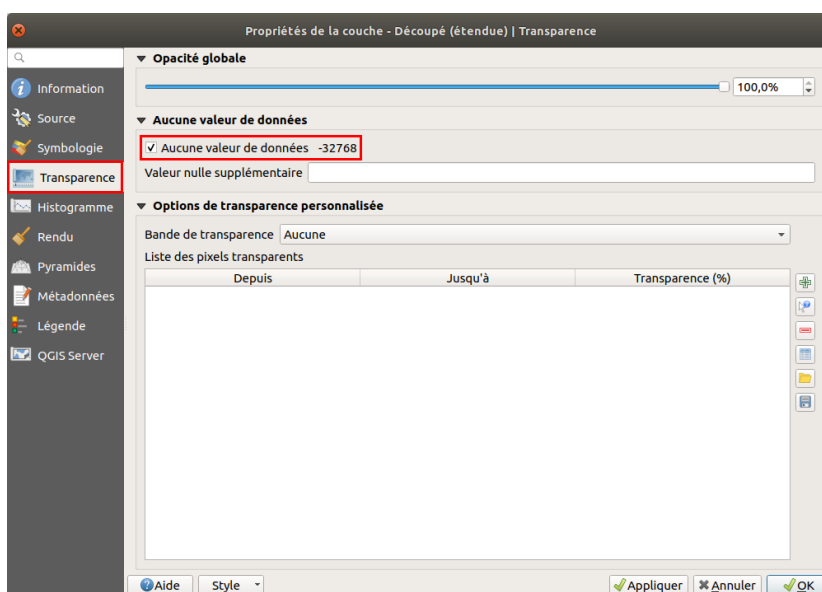 Propriétés de la couche - Découpé (étendue) | Transparence
Information
Source
Symbologie
Transparence
Histogramme
Rendu
Pyramides
Métadonnées
Légende
QGIS Server
Opacité globale
100,0%
Aucune valeur de données
Aucune valeur de données -32768
Valeur nulle supplémentaire
Options de transparence personnalisée
Bande de transparence Aucune
Liste des pixels transparents
Depuis Jusqu'à Transparence (%)
Aide Style Appliquer Annuler OK